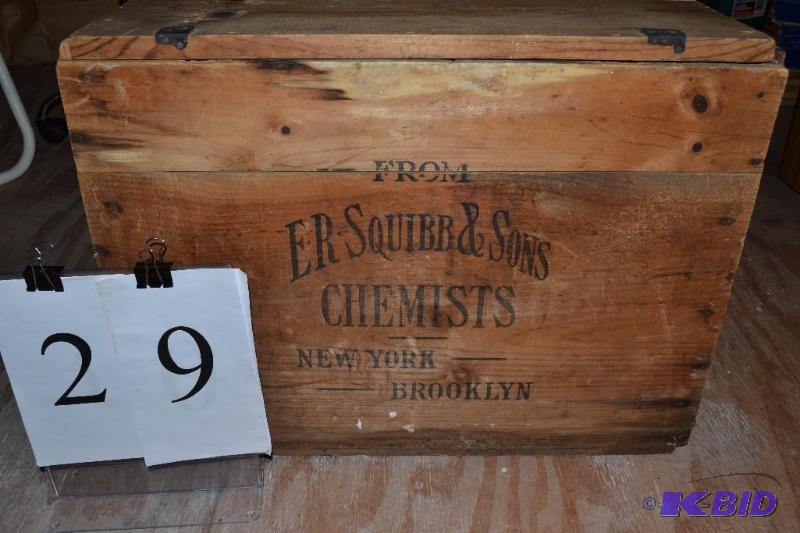 FROM
E·R·SQUIBB & SONS
CHEMISTS
NEW YORK
BROOKLYN
2 9
© K-BID